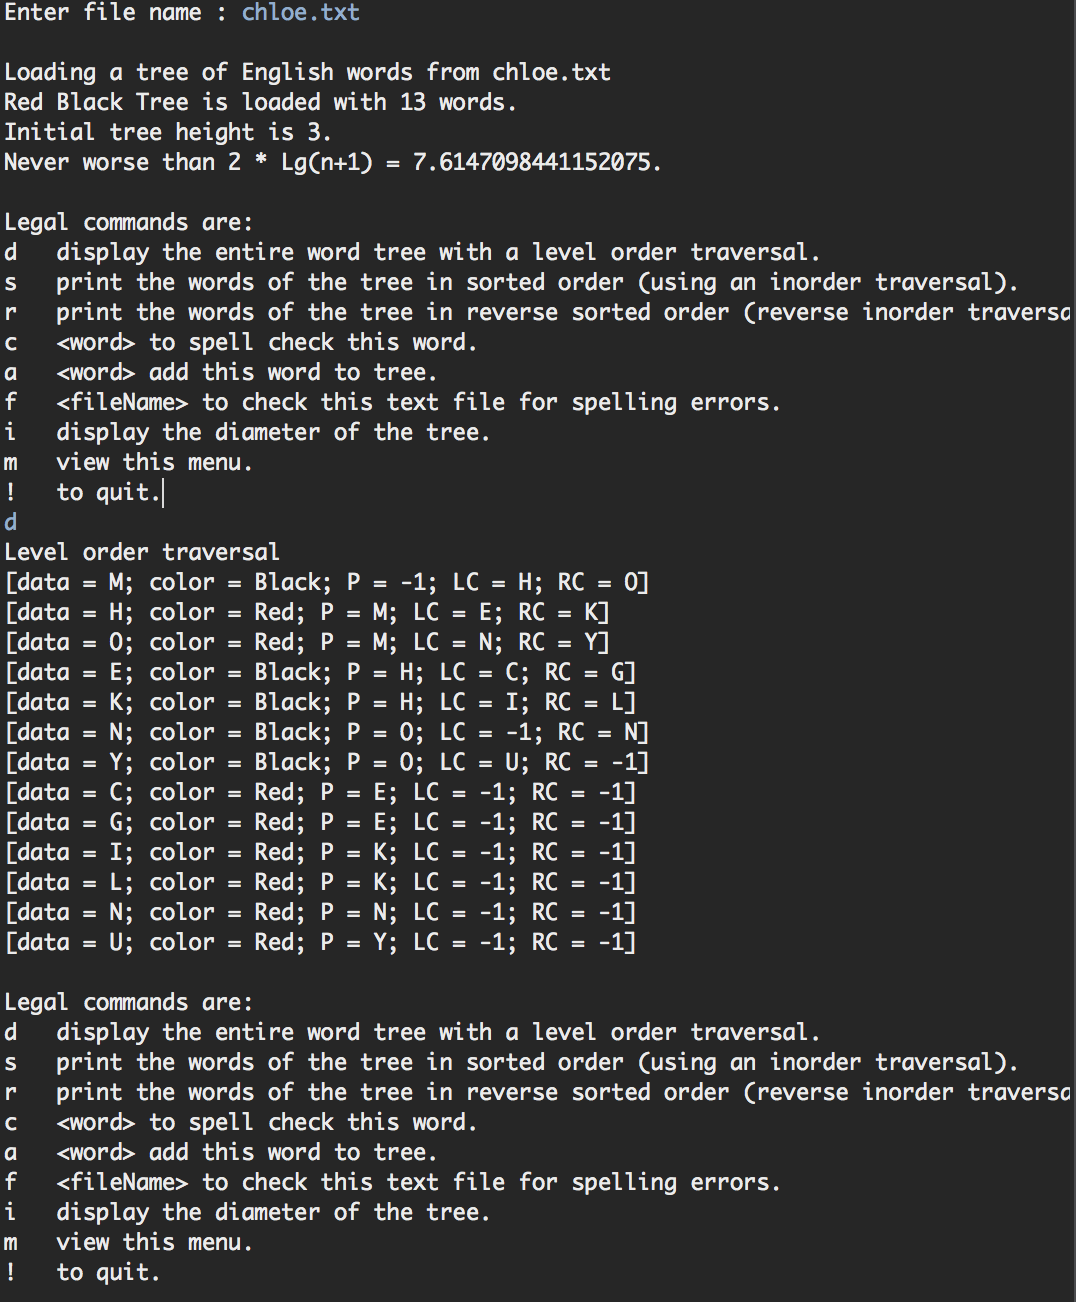 Enter file name : chloe.txt
Loading a tree of English words from chloe.txt
Red Black Tree is loaded with 13 words.
Initial tree height is 3.
Never worse than 2 * Lg(n+1) = 7.6147098441152075.
Legal commands are:
d   display the entire word tree with a level order traversal.
s   print the words of the tree in sorted order (using an inorder traversal).
r   print the words of the tree in reverse sorted order (reverse inorder traversa
c   <word> to spell check this word.
a   <word> add this word to tree.
f   <fileName> to check this text file for spelling errors.
i   display the diameter of the tree.
m   view this menu.
!   to quit.
d
Level order traversal
[data = M; color = Black; P = -1; LC = H; RC = O]
[data = H; color = Red; P = M; LC = E; RC = K]
[data = O; color = Red; P = M; LC = N; RC = Y]
[data = E; color = Black; P = H; LC = C; RC = G]
[data = K; color = Black; P = H; LC = I; RC = L]
[data = N; color = Black; P = O; LC = -1; RC = N]
[data = Y; color = Black; P = O; LC = U; RC = -1]
[data = C; color = Red; P = E; LC = -1; RC = -1]
[data = G; color = Red; P = E; LC = -1; RC = -1]
[data = I; color = Red; P = K; LC = -1; RC = -1]
[data = L; color = Red; P = K; LC = -1; RC = -1]
[data = N; color = Red; P = N; LC = -1; RC = -1]
[data = U; color = Red; P = Y; LC = -1; RC = -1]
Legal commands are:
d   display the entire word tree with a level order traversal.
s   print the words of the tree in sorted order (using an inorder traversal).
r   print the words of the tree in reverse sorted order (reverse inorder traversa
c   <word> to spell check this word.
a   <word> add this word to tree.
f   <fileName> to check this text file for spelling errors.
i   display the diameter of the tree.
m   view this menu.
!   to quit.